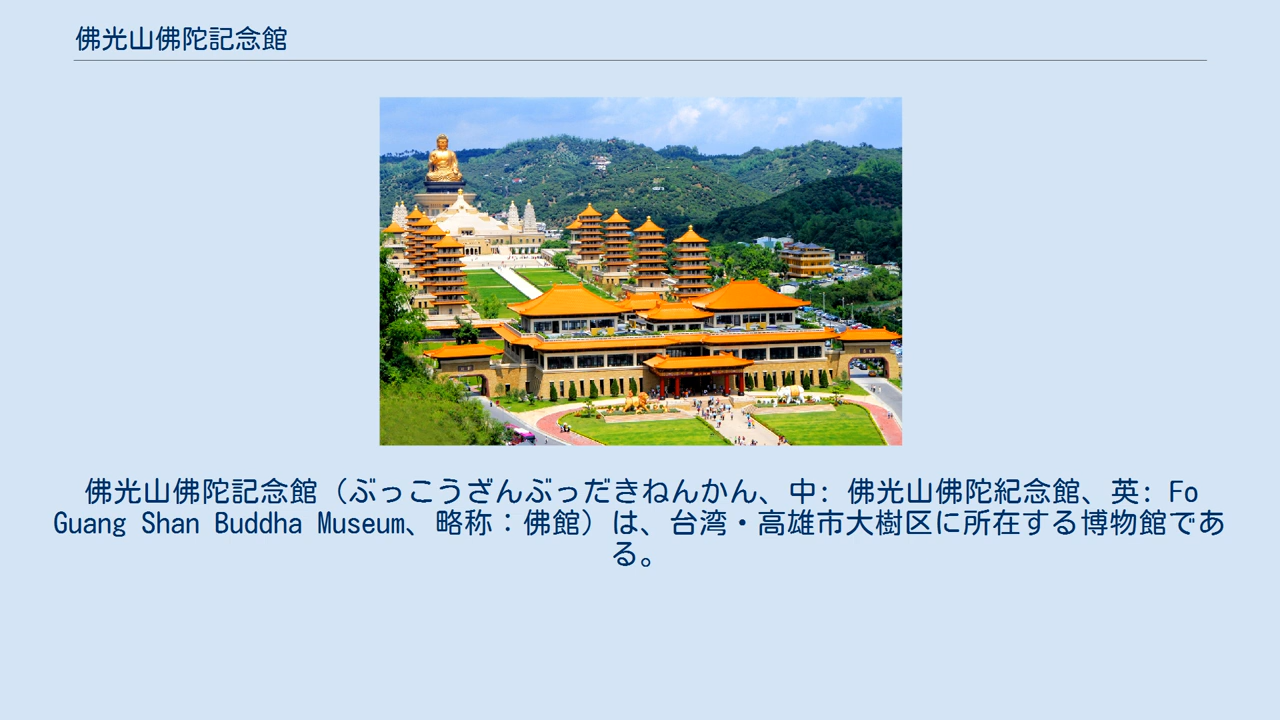 佛光山佛陀記念館
佛光山佛陀記念館（ぶっこうざんぶっだきねんかん、中: 佛光山佛陀紀念館、英: Fo
Guang Shan Buddha Museum、略称：佛館）は、台湾・高雄市大樹区に所在する博物館であ
る。